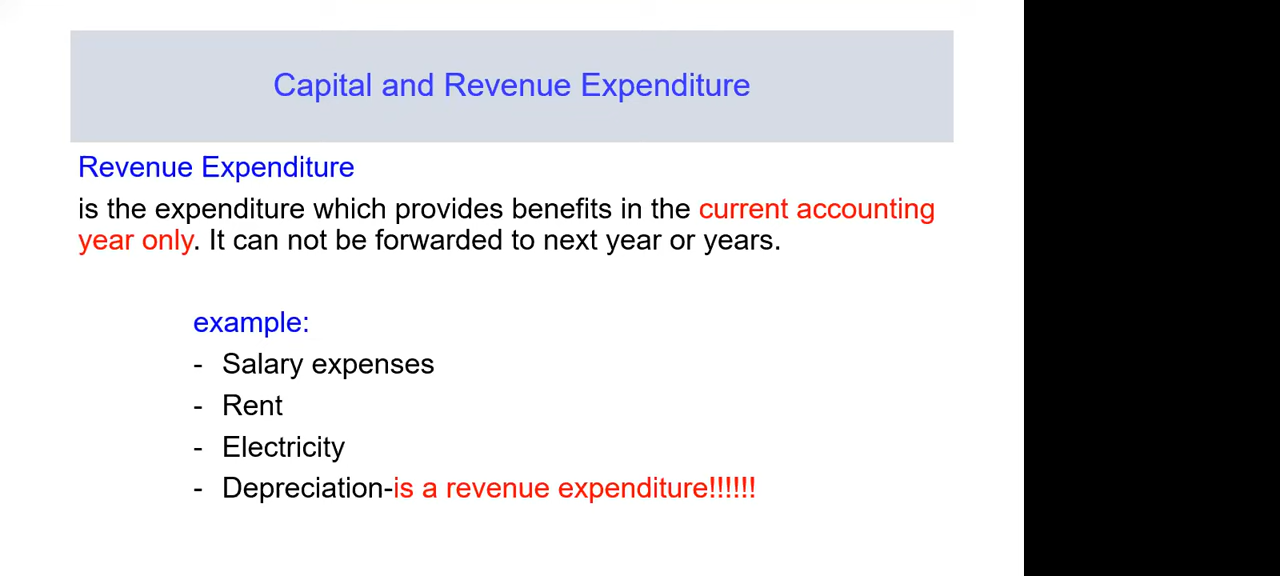 Capital and Revenue Expenditure
Revenue Expenditure
is the expenditure which provides benefits in the current accounting
year only. It can not be forwarded to next year or years.
example:
- Salary expenses
- Rent
- Electricity
- Depreciation-is a revenue expenditure!!!!!!